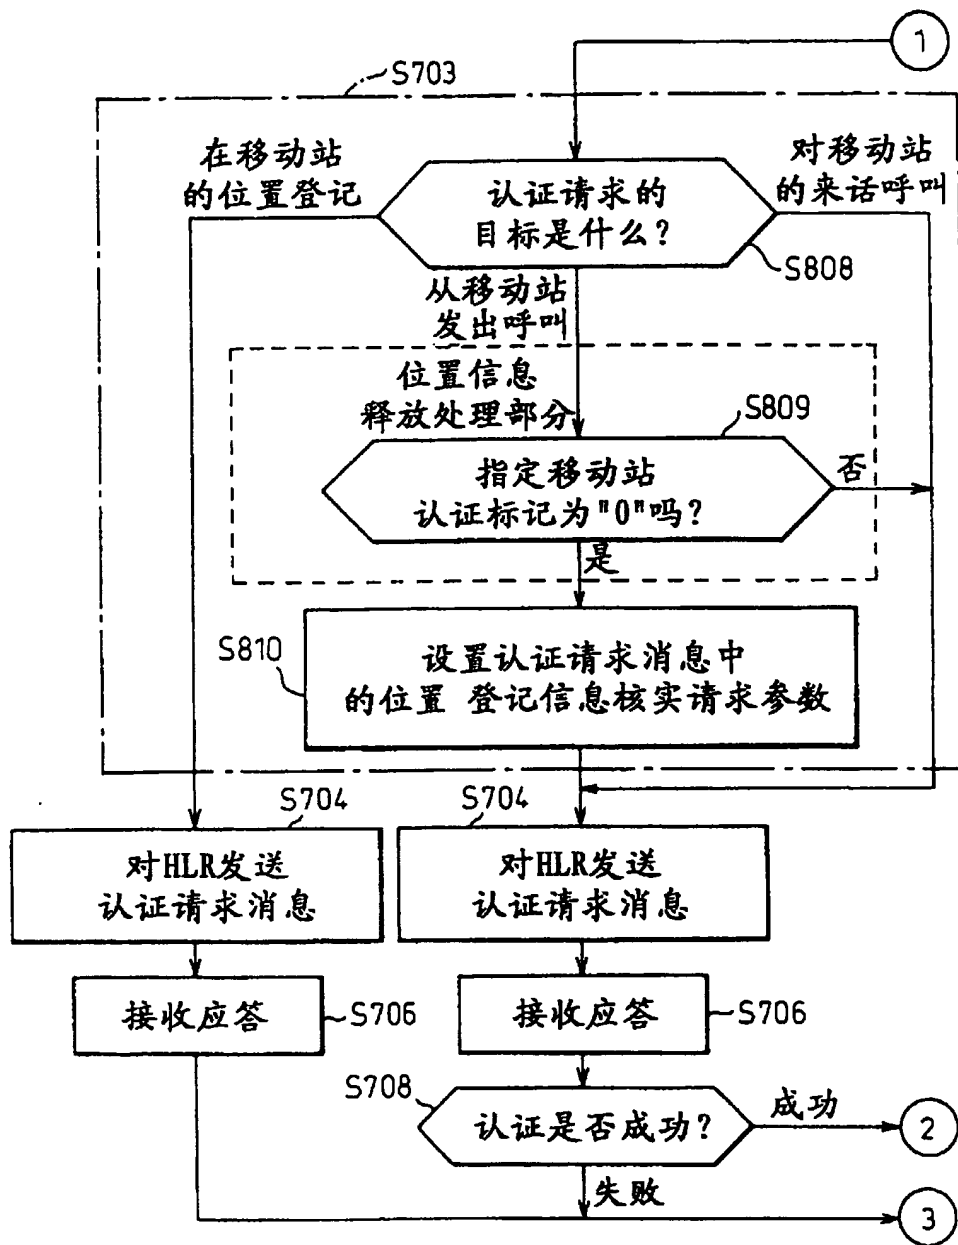 1
S703
在移动站
的位置登记
对移动站
的来话呼叫
认证请求的
目标是什么?
S808
从移动站
发出呼叫
位置信息
释放处理部分
S809
指定移动站
认证标记为"0"吗?
否
是
S810
设置认证请求消息中
的位置 登记信息核实请求参数
S704
S704
对HLR发送
认证请求消息
对HLR发送
认证请求消息
接收应答
S706
接收应答
S706
S708
认证是否成功?
成功
2
失败
3